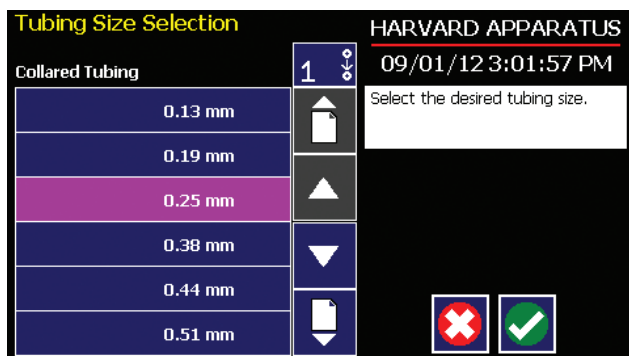 Tubing Size Selection
Collared Tubing
1
0.13 mm
0.19 mm
0.25 mm
0.38 mm
0.44 mm
0.51 mm
HARVARD APPARATUS
09/01/12 3:01:57 PM
Select the desired tubing size.